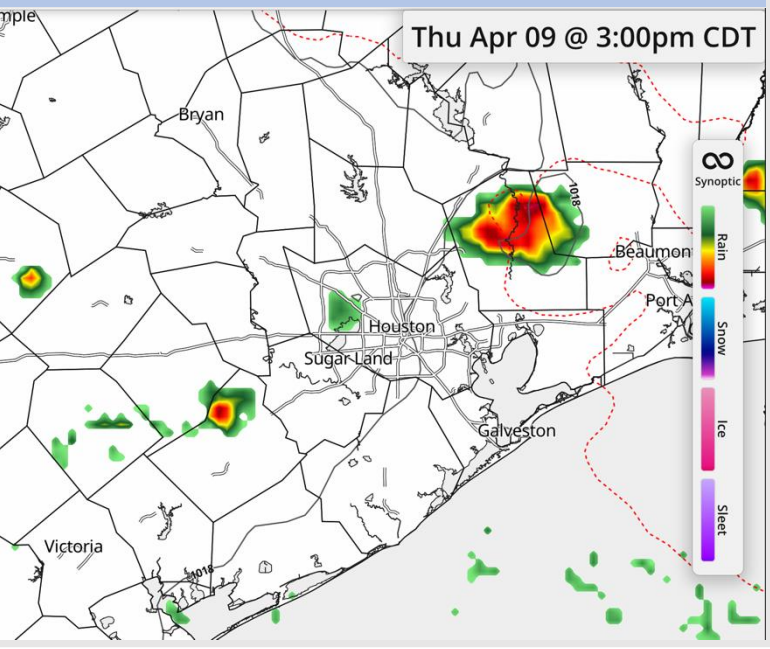 mple
Thu Apr 09 @ 3:00pm CDT
Bryan
∞
Synoptic
1018
Rain
Beaumon
Port A
Snow
Houston
Sugar Land
Ice
Galveston
Sleet
Victoria
1018